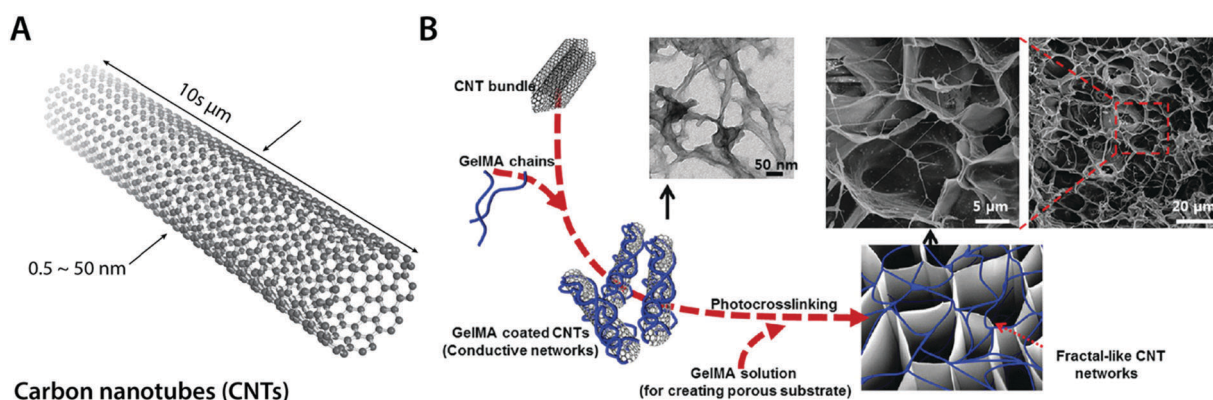 A
10s µm
0.5 ~ 50 nm
Carbon nanotubes (CNTs)
B
CNT bundle
GelMA chains
50 nm
5 µm
20 µm
GelMA coated CNTs
(Conductive networks)
Photocrosslinking
GelMA solution
(for creating porous substrate)
Fractal-like CNT
networks